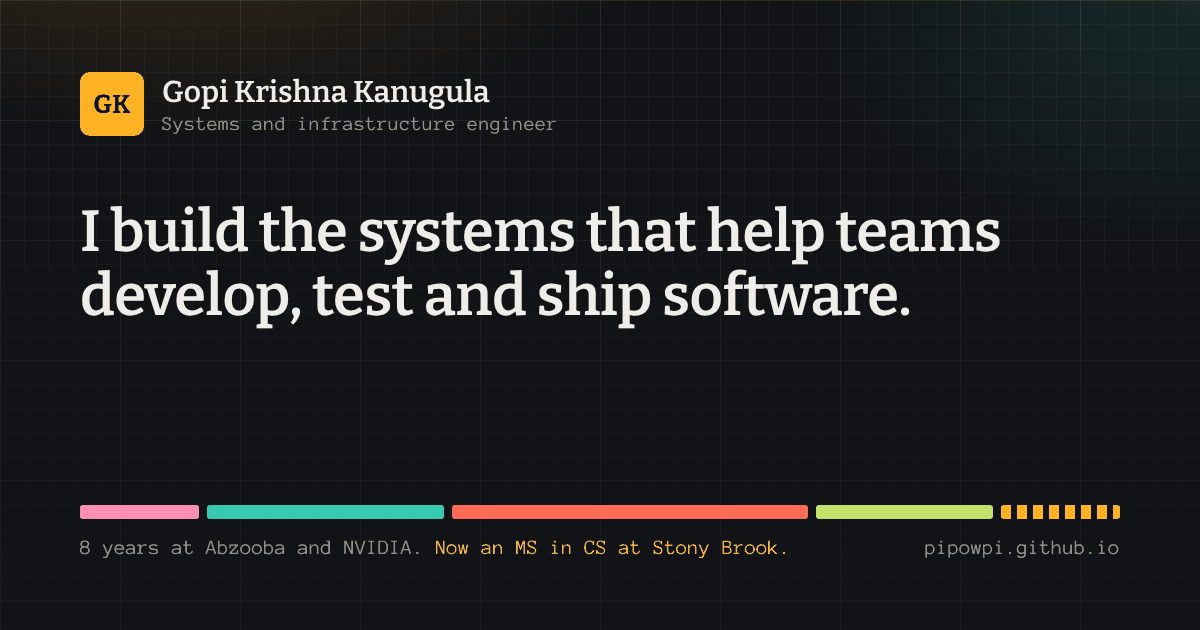 GK
Gopi Krishna Kanugula
Systems and infrastructure engineer
I build the systems that help teams
develop, test and ship software.
8 years at Abzooba and NVIDIA. Now an MS in CS at Stony Brook.
pipowpi.github.io